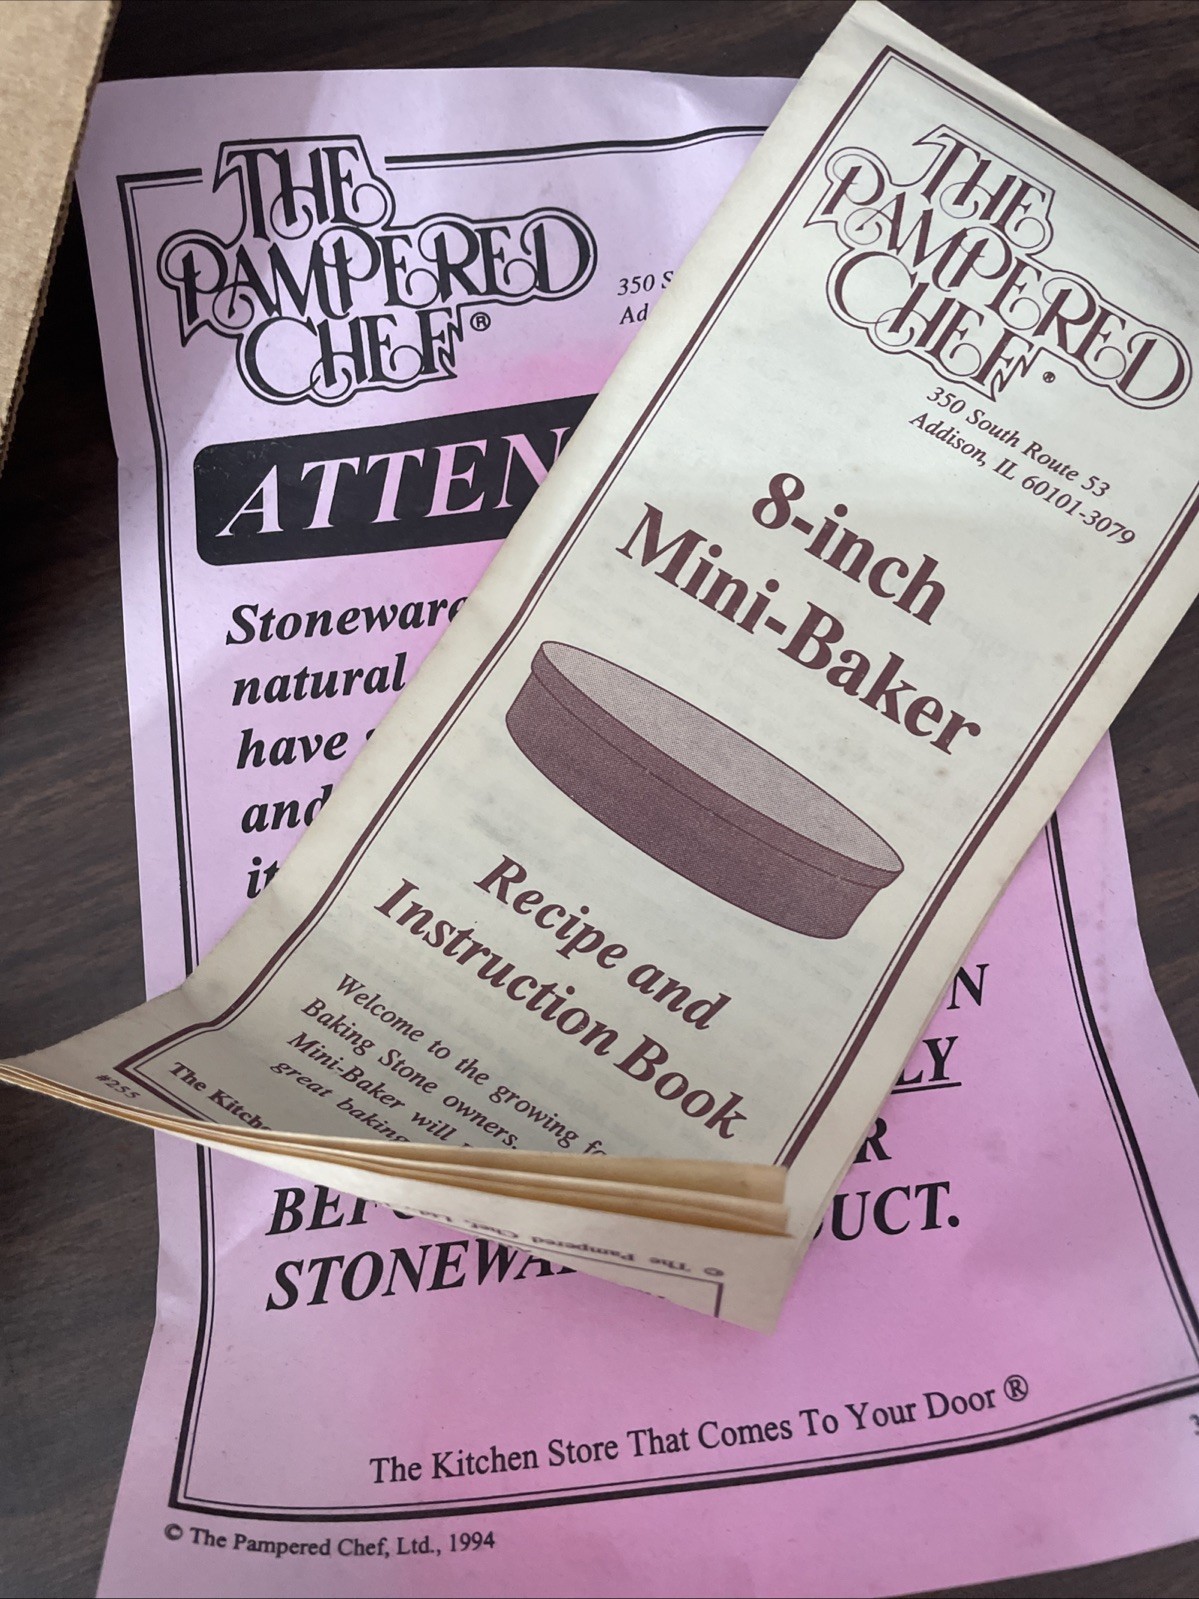 THE
PAMPERED
CHEF®
350 S
Ad
ATTEN
Stoneware
natural
have
and
it
N
LY
R
BEF UCT.
STONEWA
The Kitchen Store That Comes To Your Door ®
© The Pampered Chef, Ltd., 1994
THE
PAMPERED
CHEF®
350 South Route 53
Addison, IL 60101-3079
8-inch
Mini-Baker
Recipe and
Instruction Book
Welcome to the growing fa
Baking Stone owners.
Mini-Baker will
great baking
#255
The Kitche
© The Pampered Chef, Ltd.